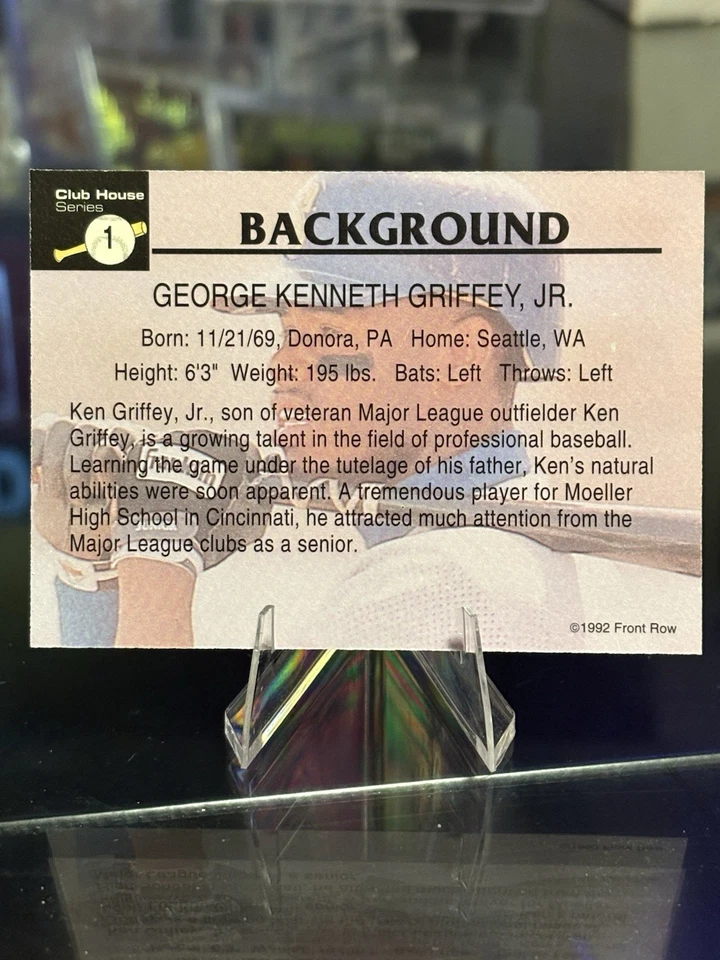 Club House
Series
1
BACKGROUND
GEORGE KENNETH GRIFFEY, JR.
Born: 11/21/69, Donora, PA Home: Seattle, WA
Height: 6'3" Weight: 195 lbs. Bats: Left Throws: Left
Ken Griffey, Jr., son of veteran Major League outfielder Ken
Griffey, is a growing talent in the field of professional baseball.
Learning the game under the tutelage of his father, Ken's natural
abilities were soon apparent. A tremendous player for Moeller
High School in Cincinnati, he attracted much attention from the
Major League clubs as a senior.
©1992 Front Row